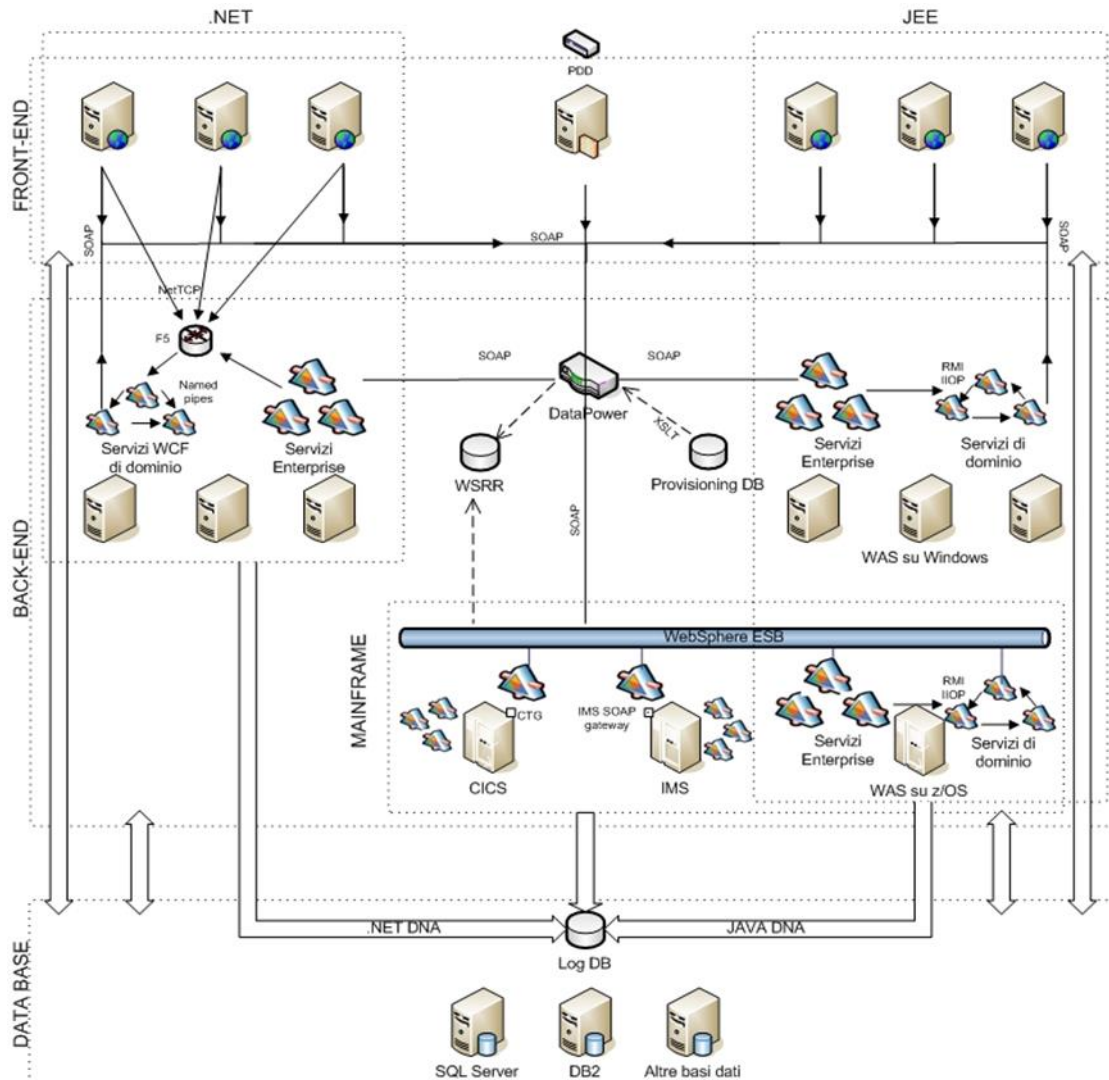 .NET
JEE
PDD
FRONT-END
SOAP
SOAP
SOAP
NetTCP
F5
SOAP
SOAP
Named
pipes
RMI
IIOP
DataPower
XSLT
Servizi WCF
di dominio
Servizi
Enterprise
Servizi
Enterprise
Servizi di
dominio
WSRR
Provisioning DB
SOAP
WAS su Windows
BACK-END
MAINFRAME
WebSphere ESB
CTG
IMS SOAP
gateway
RMI
IIOP
Servizi
Enterprise
Servizi di
dominio
CICS
IMS
WAS su z/OS
DATA BASE
.NET DNA
JAVA DNA
Log DB
SQL Server
DB2
Altre basi dati